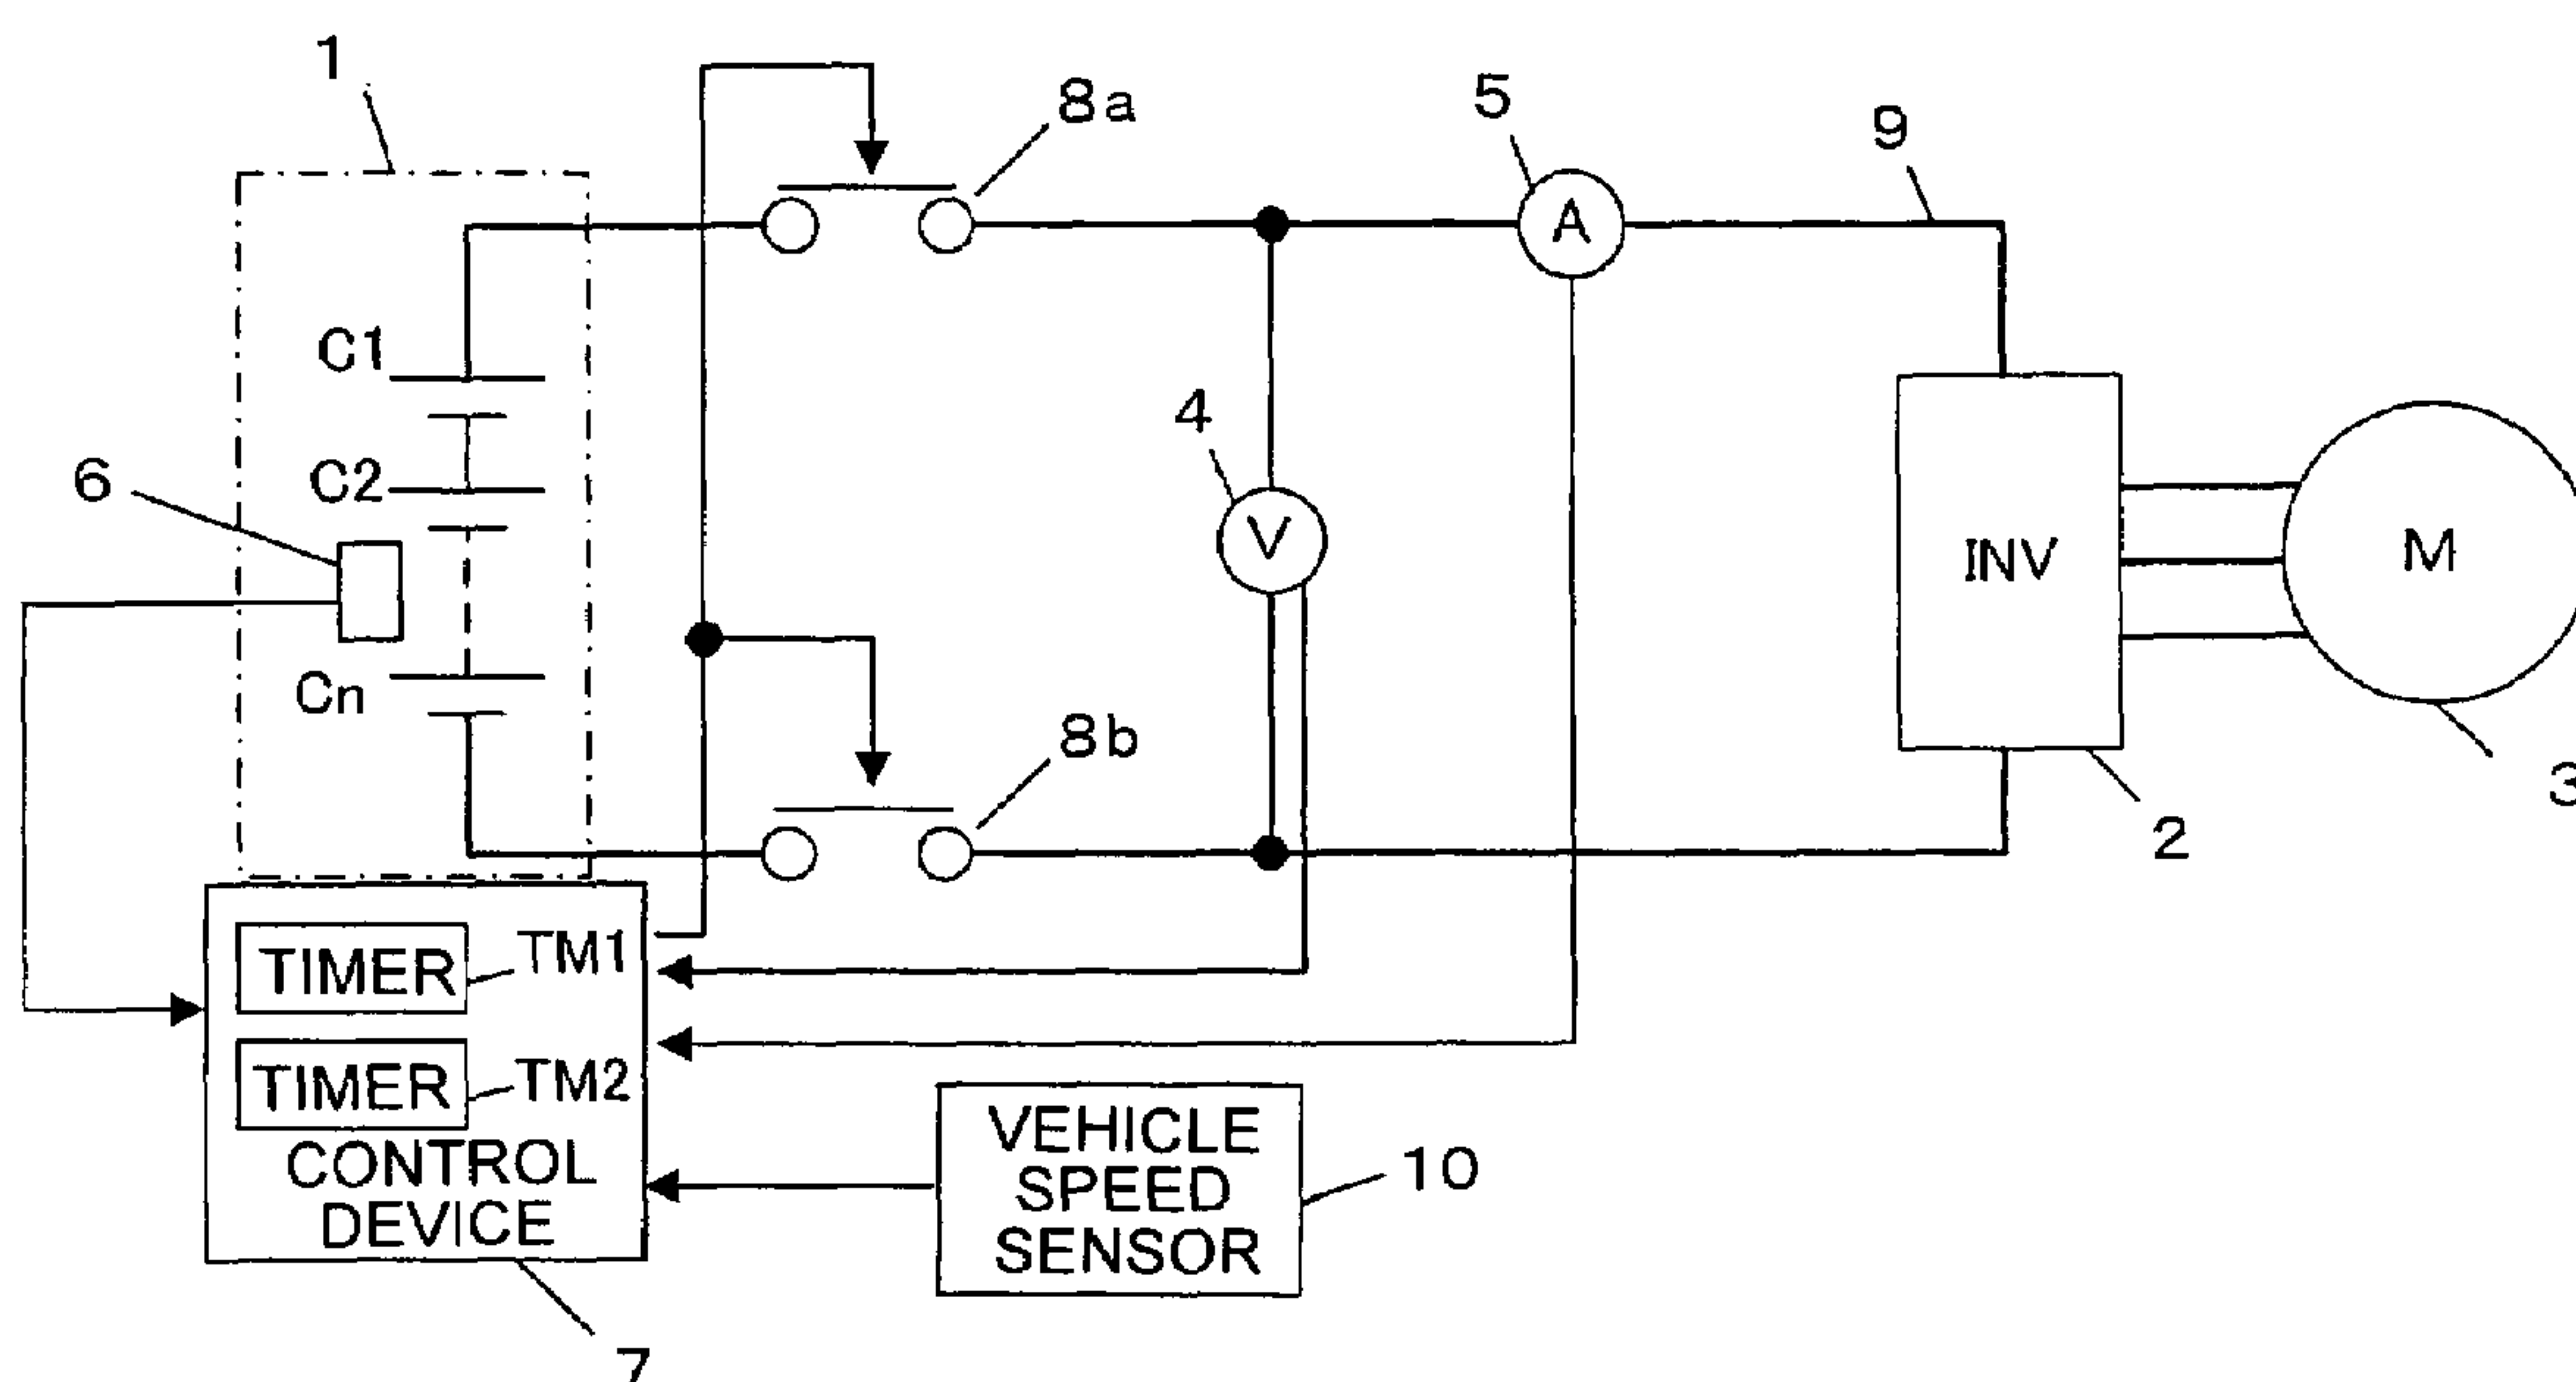 1
8a
5
9
A
C1
4
C2
6
V
INV
M
Cn
8b
3
2
TIMER
TM1
TIMER
TM2
CONTROL
DEVICE
VEHICLE
SPEED
SENSOR
10
7